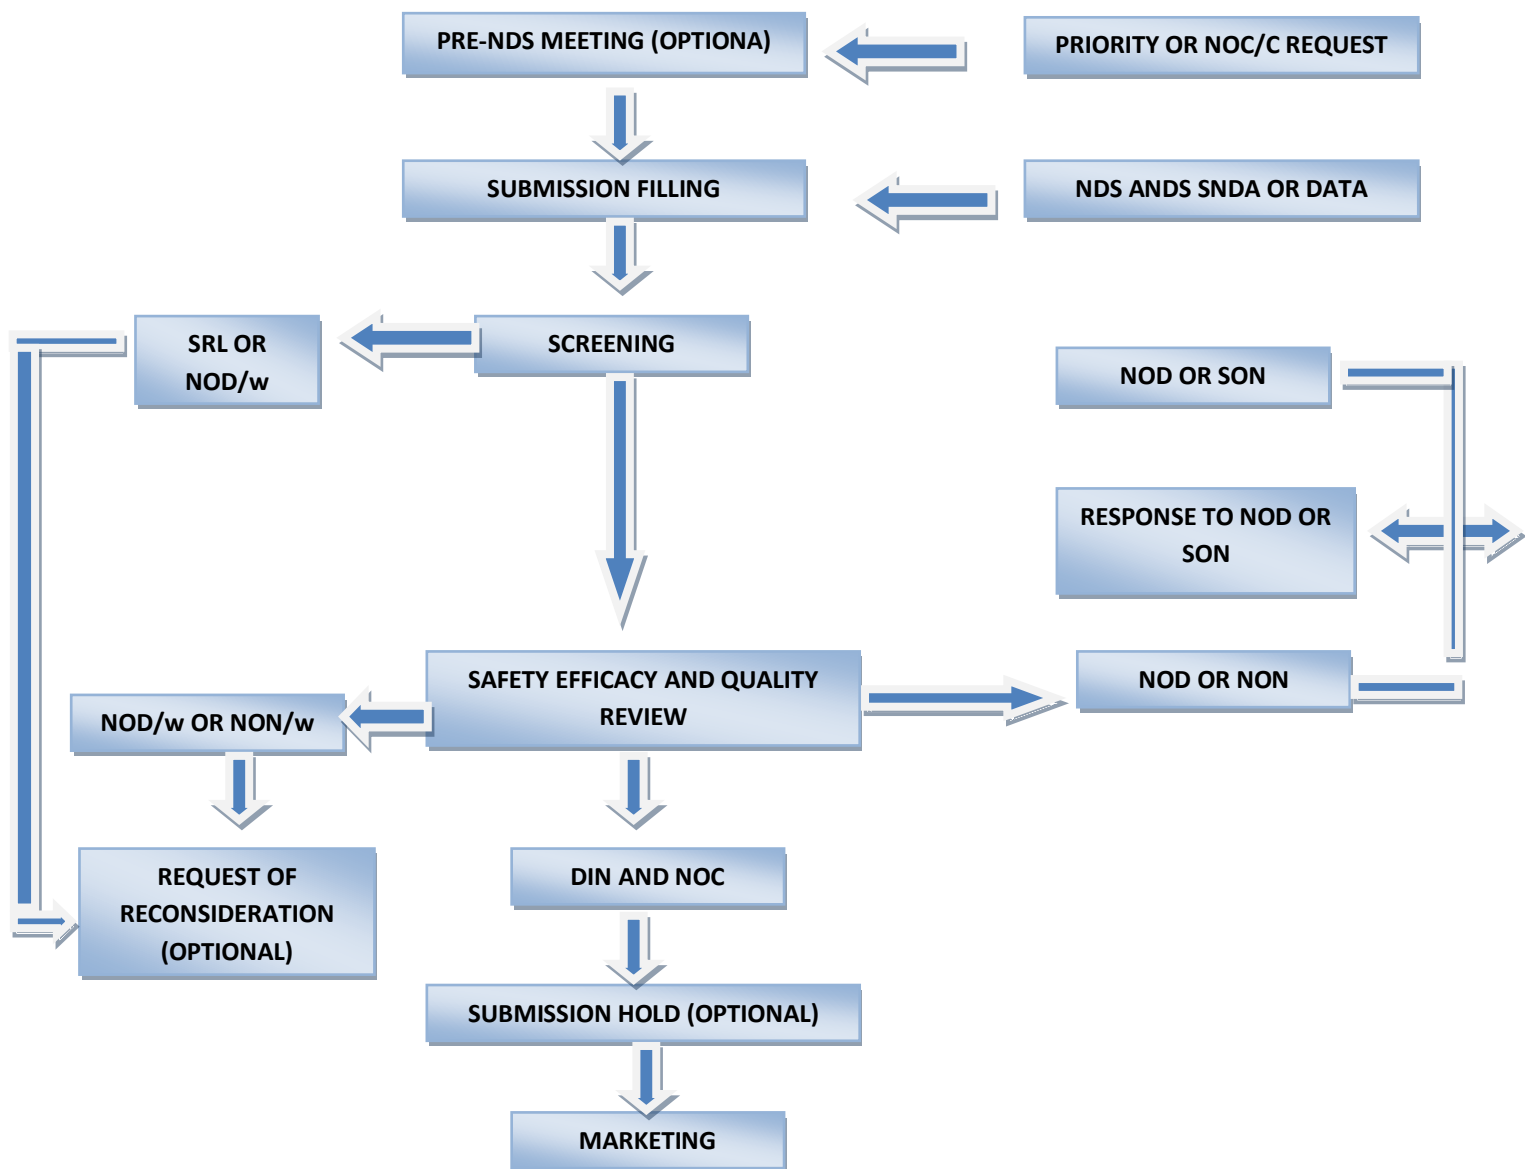 PRE-NDS MEETING (OPTIONA)
PRIORITY OR NOC/C REQUEST
SUBMISSION FILLING
NDS ANDS SNDA OR DATA
SRL OR
NOD/w
SCREENING
NOD OR SON
RESPONSE TO NOD OR
SON
SAFETY EFFICACY AND QUALITY
REVIEW
NOD OR NON
NOD/w OR NON/w
REQUEST OF
RECONSIDERATION
(OPTIONAL)
DIN AND NOC
SUBMISSION HOLD (OPTIONAL)
MARKETING